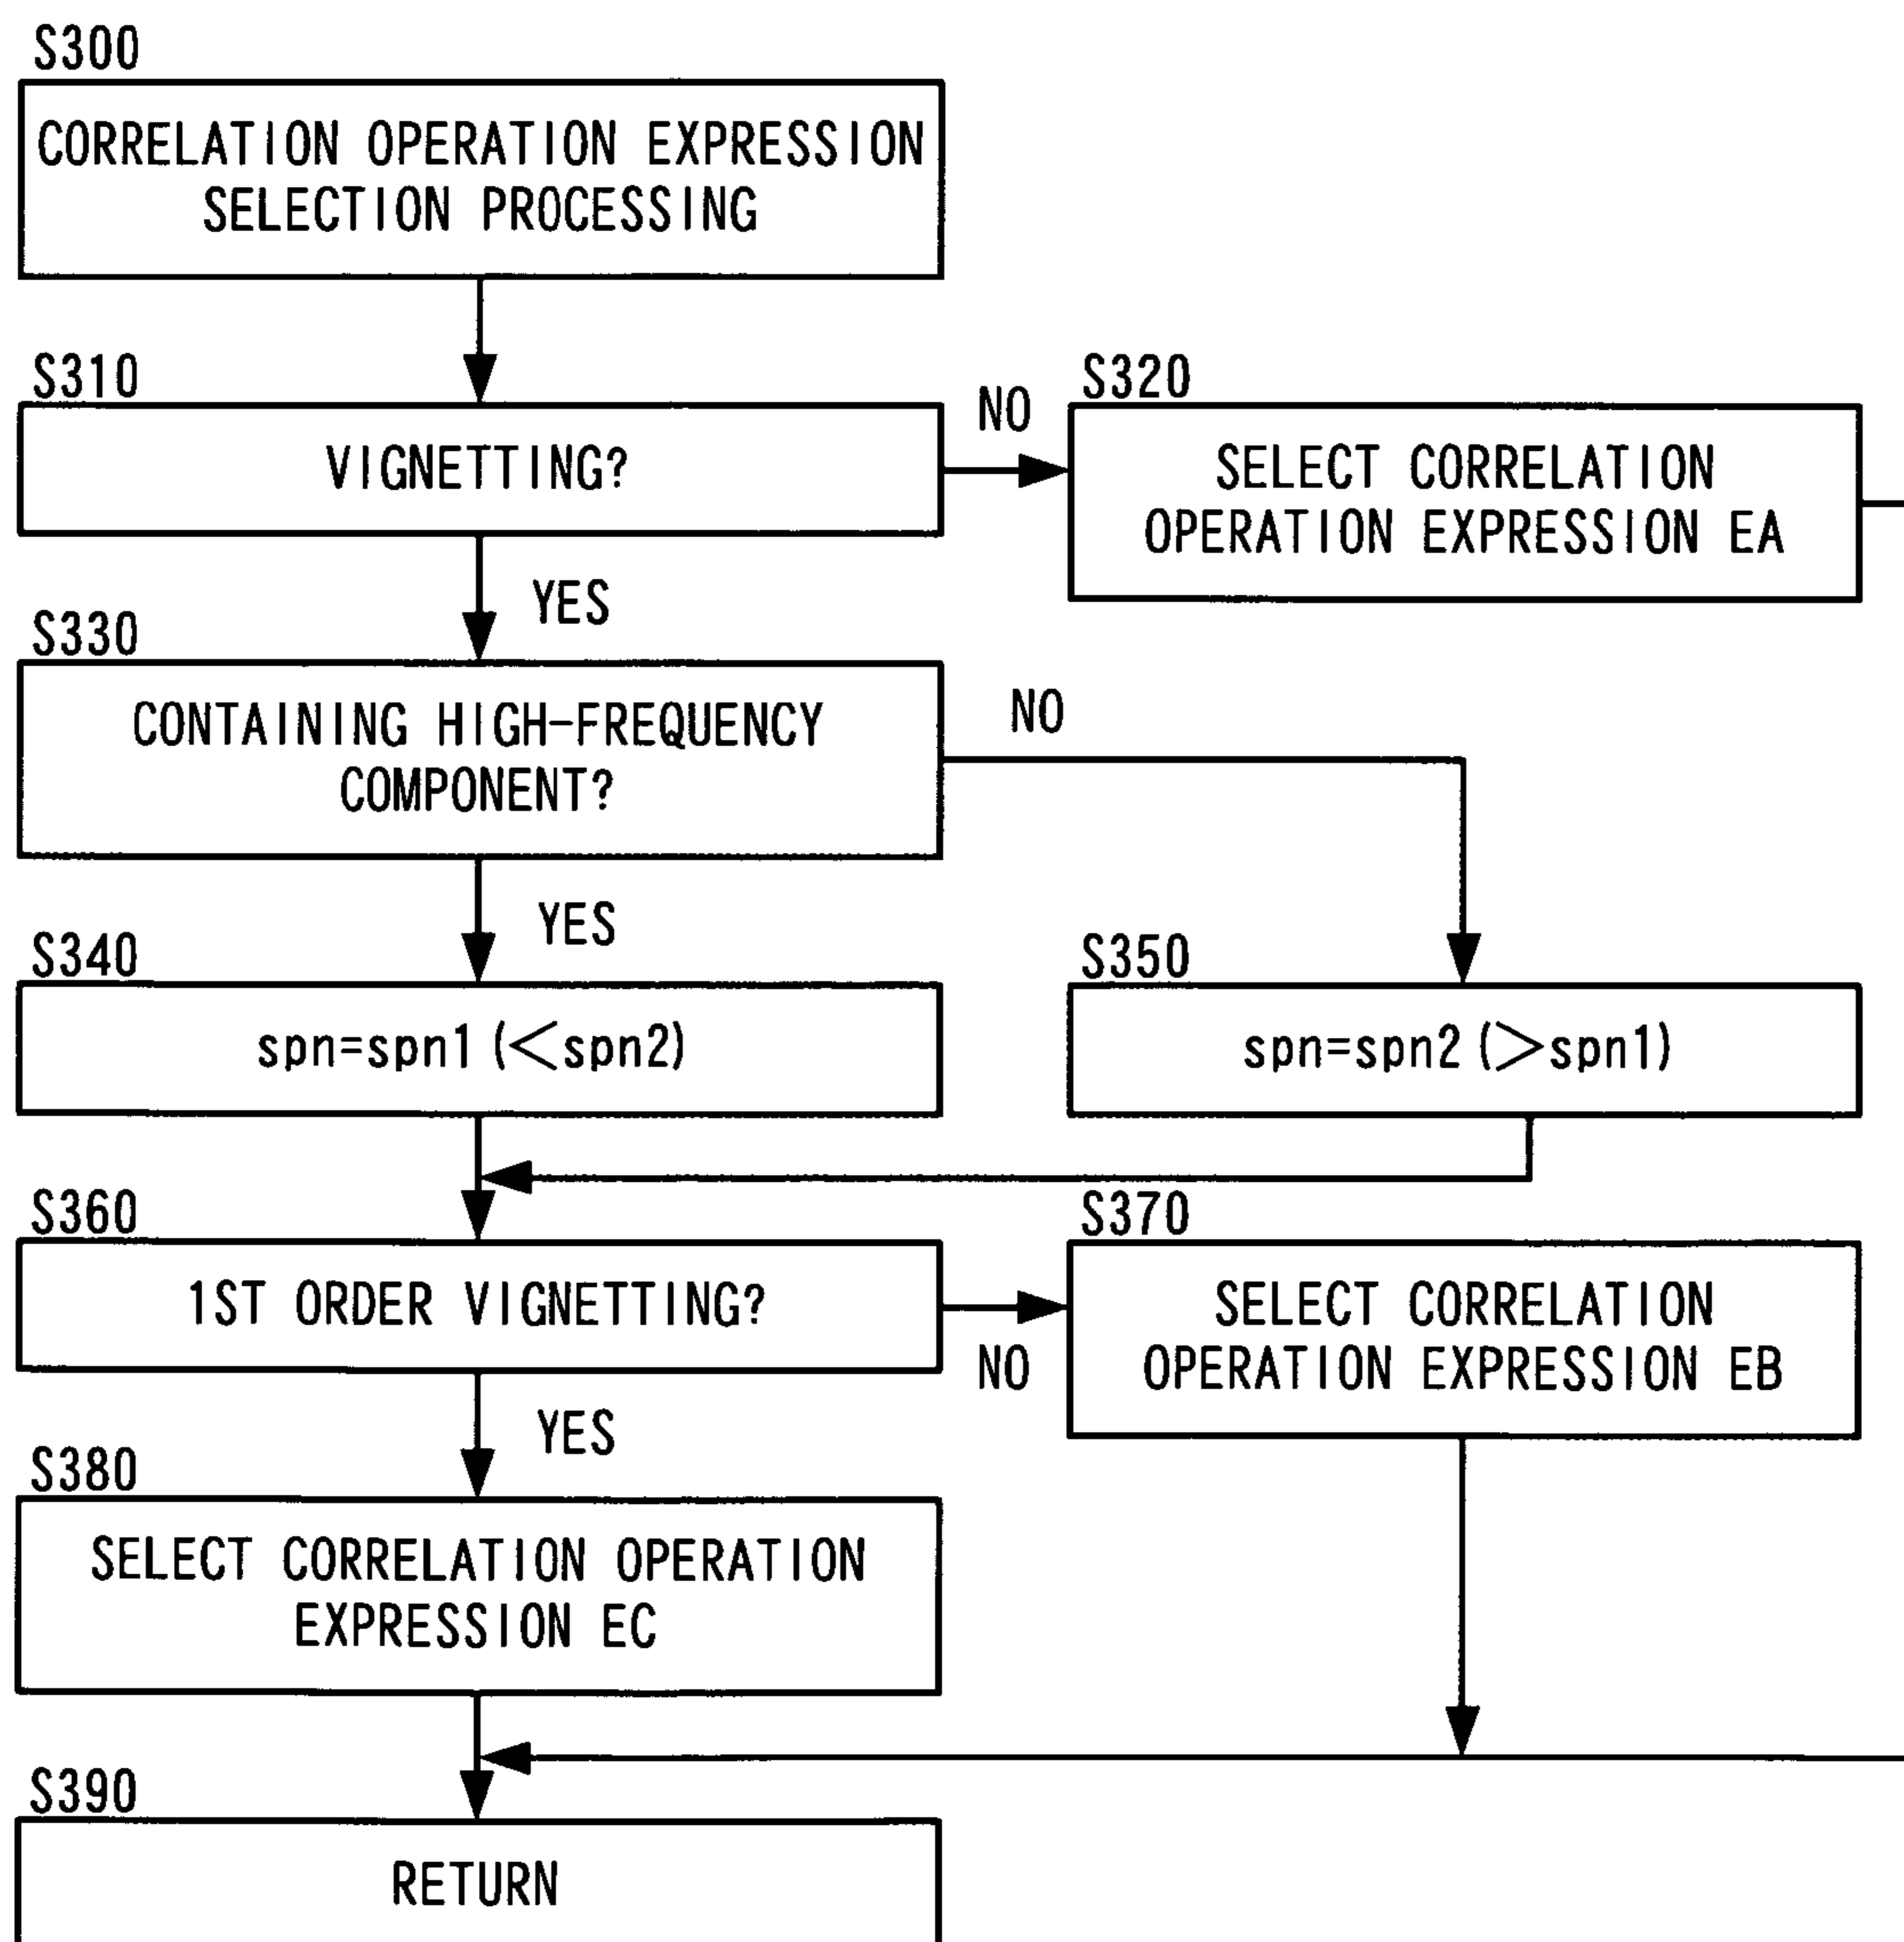 S300
CORRELATION OPERATION EXPRESSION
SELECTION PROCESSING
S310
VIGNETTING?
NO
S320
SELECT CORRELATION
OPERATION EXPRESSION EA
YES
S330
CONTAINING HIGH-FREQUENCY
COMPONENT?
NO
YES
S340
spn=spn1 (<spn2)
S350
spn=spn2 (>spn1)
S360
1ST ORDER VIGNETTING?
NO
S370
SELECT CORRELATION
OPERATION EXPRESSION EB
YES
S380
SELECT CORRELATION OPERATION
EXPRESSION EC
S390
RETURN